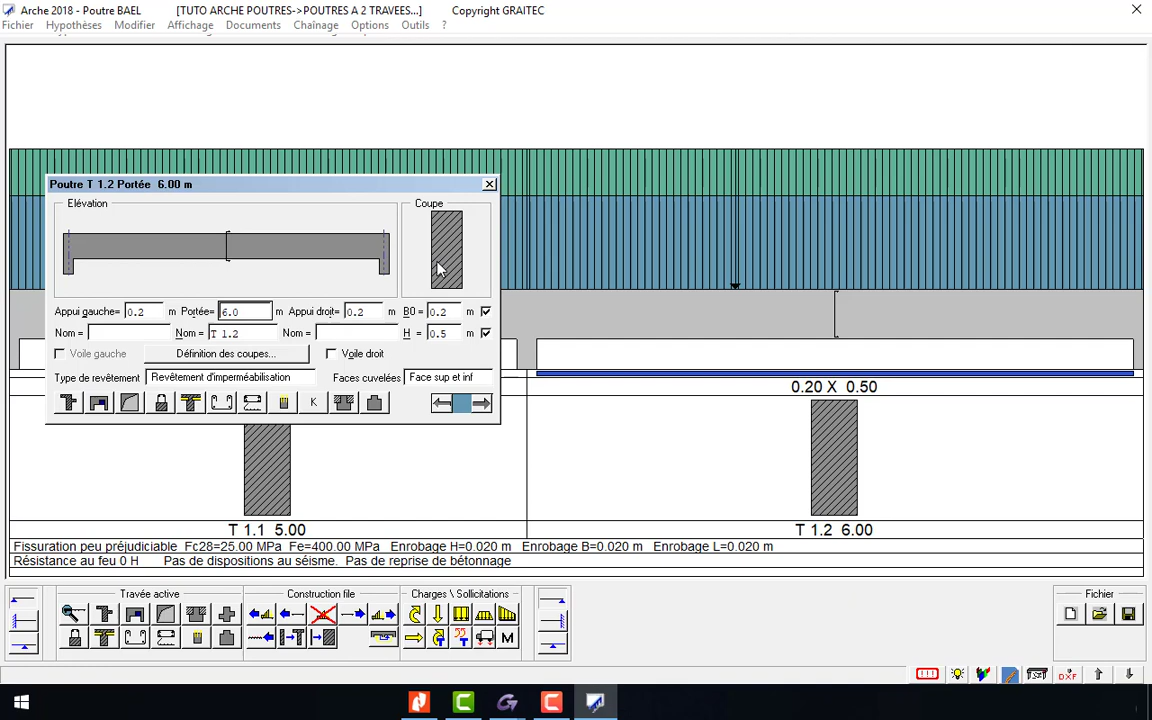 Arche 2018 - Poutre BAEL [TUTO ARCHE POUTRES->POUTRES A 2 TRAVEES...] Copyright GRAITEC
Fichier Hypothèses Modifier Affichage Documents Chaînage Options Outils ?
Poutre T 1.2 Portée 6.00 m
Elévation Coupe
Appui gauche= 0.2 m Portée= 6.0 m Appui droit= 0.2 m B0= 0.2 m
Nom = Nom = T 1.2 Nom = H = 0.5 m
Voile gauche Définition des coupes... Voile droit
Type de revêtement Revêtement d'imperméabilisation Faces cuvelées Face sup et inf
K
0.20 X 0.50
T 1.1 5.00 T 1.2 6.00
Fissuration peu préjudiciable Fc28=25.00 MPa Fe=400.00 MPa Enrobage H=0.020 m Enrobage B=0.020 m Enrobage L=0.020 m
Résistance au feu 0 H Pas de dispositions au séisme. Pas de reprise de bétonnage
Travée active Construction file Charges \ Sollicitations Fichier
M
DXF